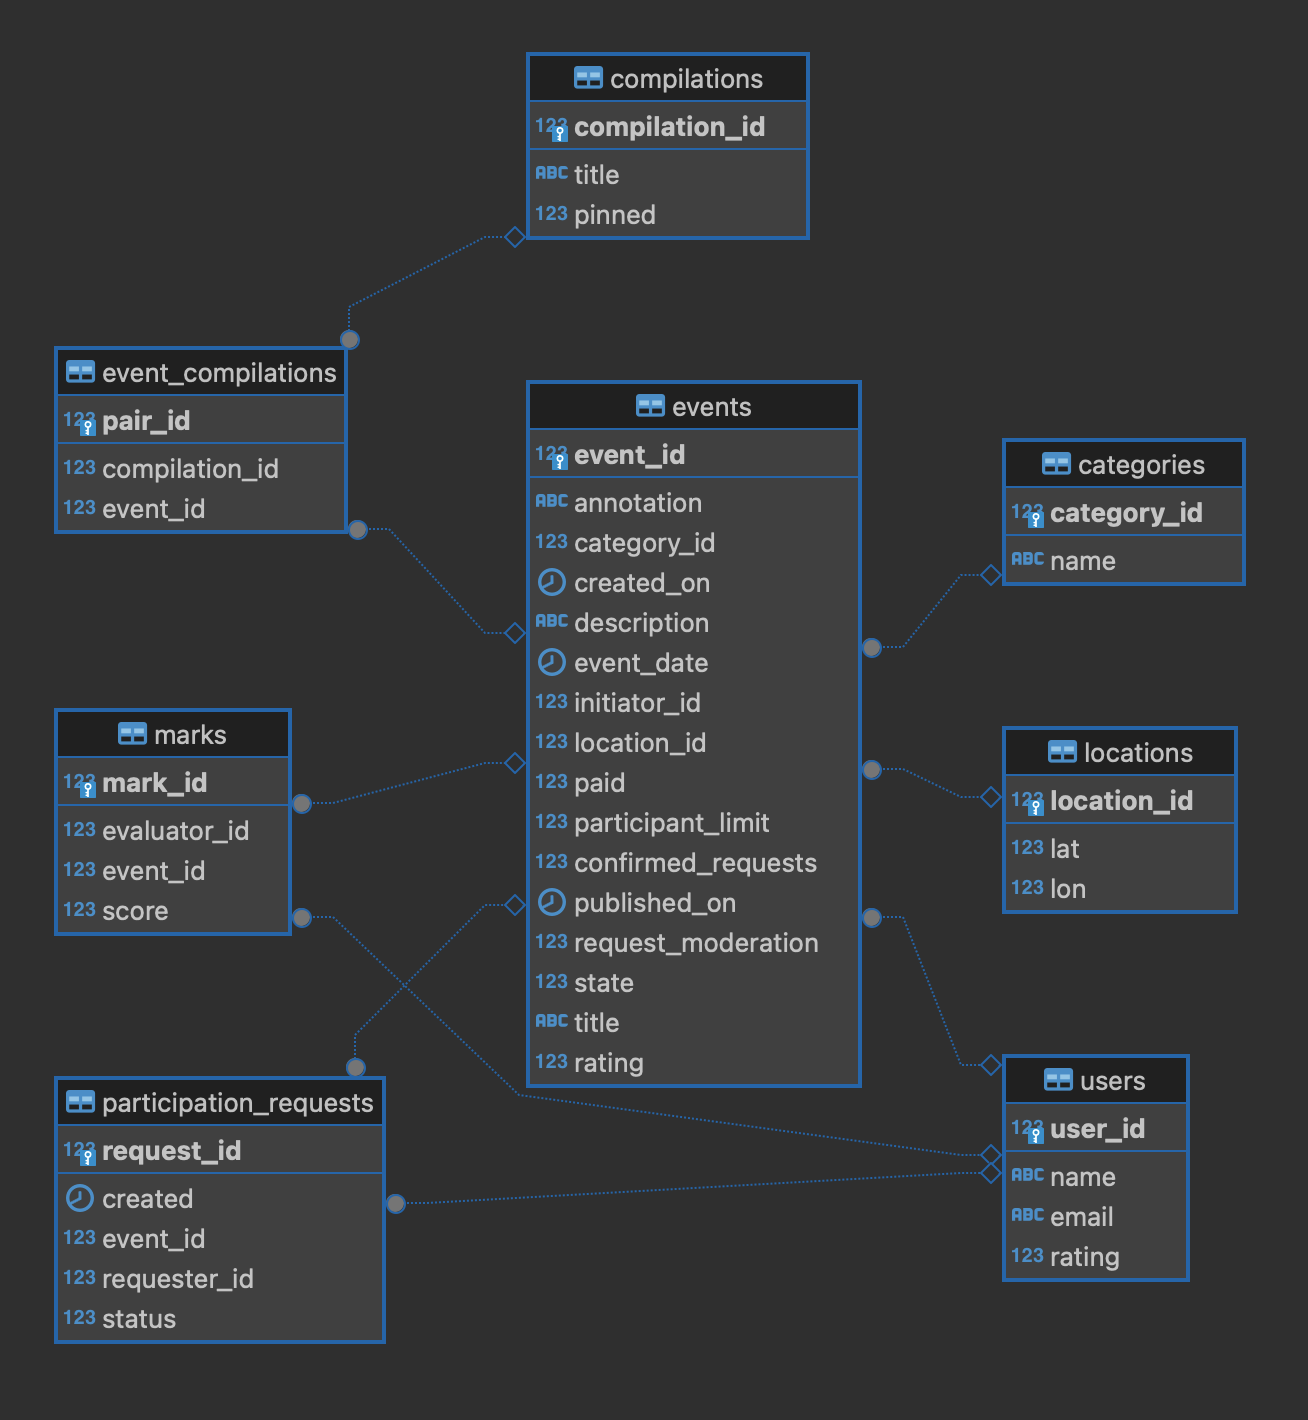 compilations
123 compilation_id
ABC title
123 pinned
event_compilations
123 pair_id
123 compilation_id
123 event_id
events
123 event_id
ABC annotation
123 category_id
created_on
ABC description
event_date
123 initiator_id
123 location_id
123 paid
123 participant_limit
123 confirmed_requests
published_on
123 request_moderation
123 state
ABC title
123 rating
categories
123 category_id
ABC name
marks
123 mark_id
123 evaluator_id
123 event_id
123 score
locations
123 location_id
123 lat
123 lon
participation_requests
123 request_id
created
123 event_id
123 requester_id
123 status
users
123 user_id
ABC name
ABC email
123 rating